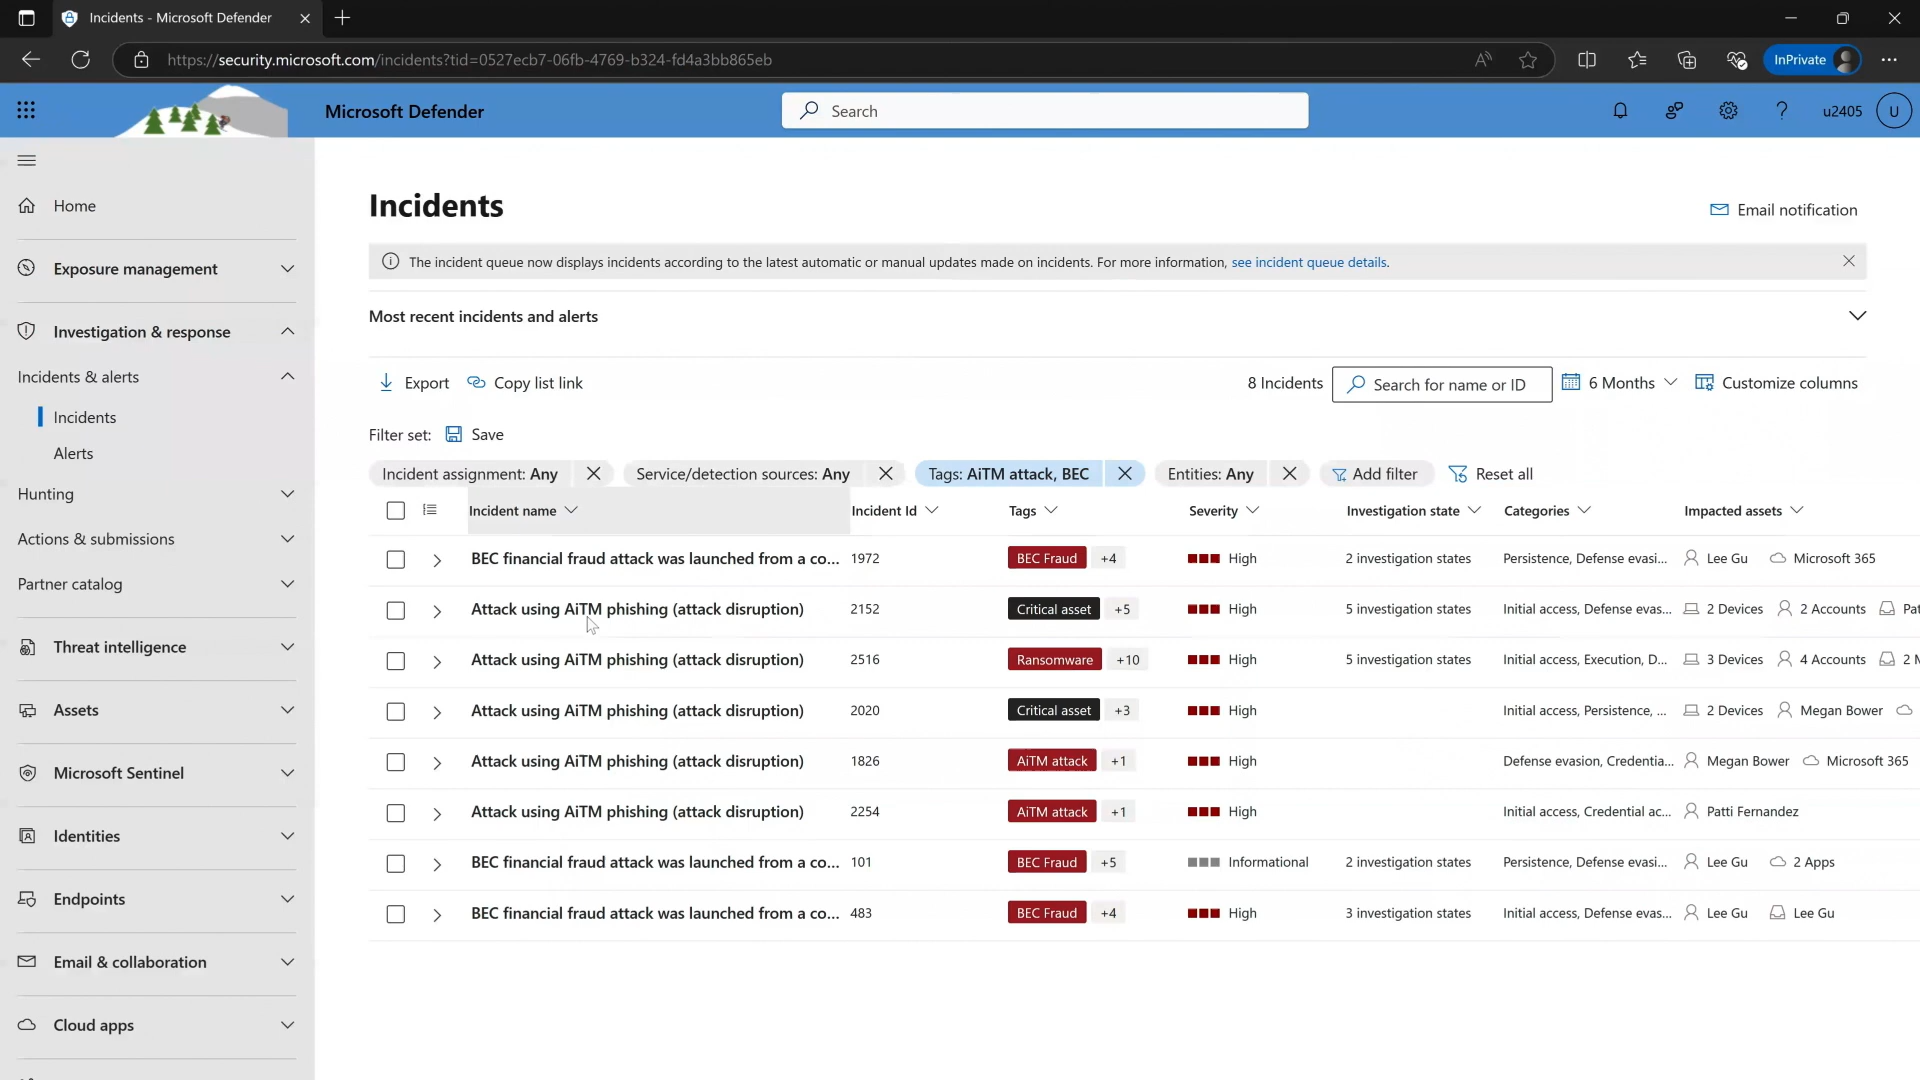 Incidents - Microsoft Defender
https://security.microsoft.com/incidents?tid=0527ecb7-06fb-4769-b324-fd4a3bb865eb
InPrivate
Microsoft Defender
Search
u2405
U
Home
Exposure management
Investigation & response
Incidents & alerts
Incidents
Alerts
Hunting
Actions & submissions
Partner catalog
Threat intelligence
Assets
Microsoft Sentinel
Identities
Endpoints
Email & collaboration
Cloud apps
Incidents
Email notification
The incident queue now displays incidents according to the latest automatic or manual updates made on incidents. For more information, see incident queue details.
Most recent incidents and alerts
Export Copy list link 8 Incidents Search for name or ID 6 Months Customize columns
Filter set: Save
Incident assignment: Any Service/detection sources: Any Tags: AiTM attack, BEC Entities: Any Add filter Reset all
Incident name Incident Id Tags Severity Investigation state Categories Impacted assets
BEC financial fraud attack was launched from a co... 1972 BEC Fraud +4 High 2 investigation states Persistence, Defense evasi... Lee Gu Microsoft 365
Attack using AiTM phishing (attack disruption) 2152 Critical asset +5 High 5 investigation states Initial access, Defense evas... 2 Devices 2 Accounts Pat
Attack using AiTM phishing (attack disruption) 2516 Ransomware +10 High 5 investigation states Initial access, Execution, D... 3 Devices 4 Accounts 2 M
Attack using AiTM phishing (attack disruption) 2020 Critical asset +3 High Initial access, Persistence, ... 2 Devices Megan Bower
Attack using AiTM phishing (attack disruption) 1826 AiTM attack +1 High Defense evasion, Credentia... Megan Bower Microsoft 365
Attack using AiTM phishing (attack disruption) 2254 AiTM attack +1 High Initial access, Credential ac... Patti Fernandez
BEC financial fraud attack was launched from a co... 101 BEC Fraud +5 Informational 2 investigation states Persistence, Defense evasi... Lee Gu 2 Apps
BEC financial fraud attack was launched from a co... 483 BEC Fraud +4 High 3 investigation states Initial access, Defense evas... Lee Gu Lee Gu